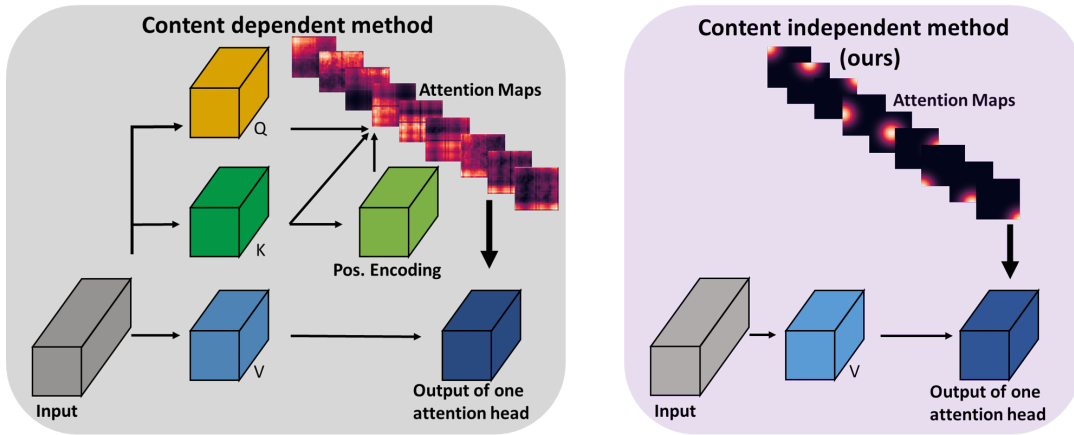 Content dependent method
Attention Maps
Q
K
Pos. Encoding
V
Input
Output of one
attention head
Content independent method
(ours)
Attention Maps
V
Input
Output of one
attention head